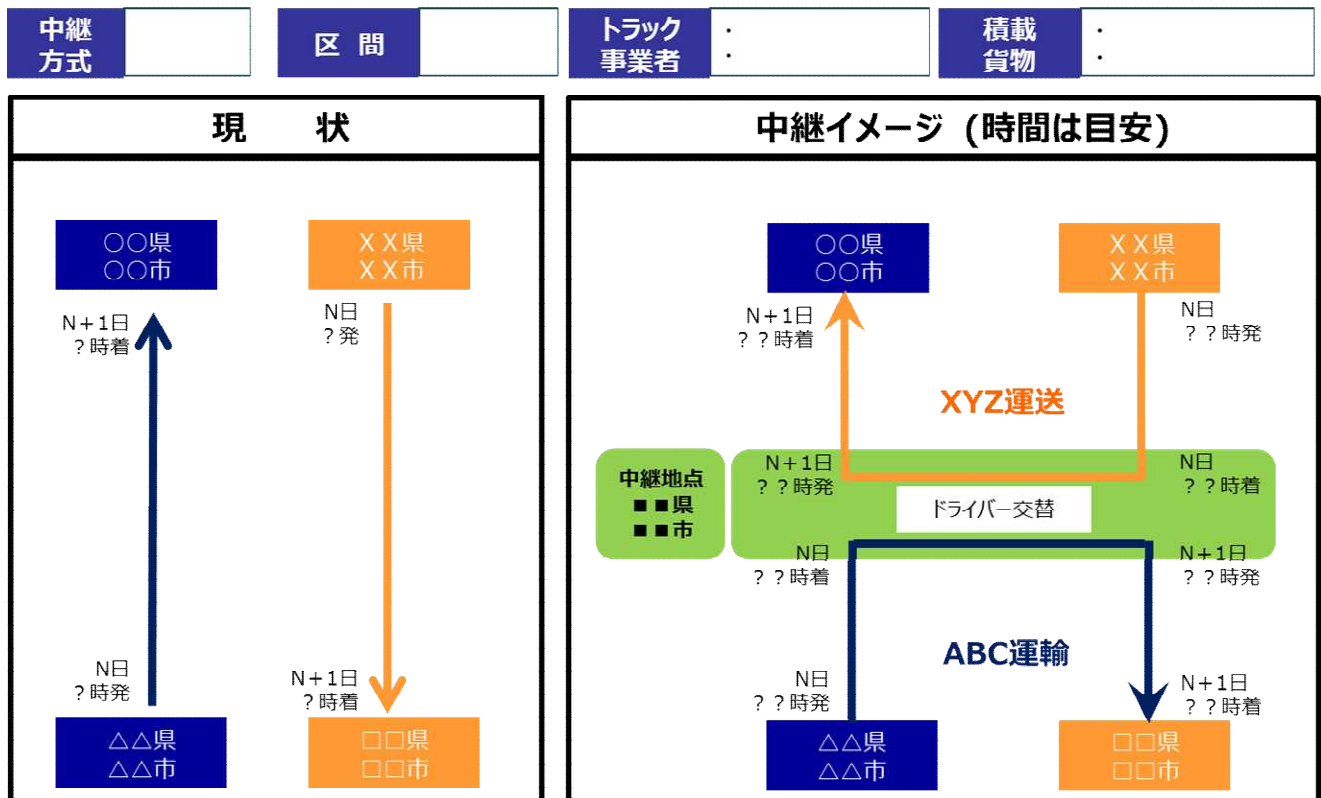 中継
方式
区 間
トラック
事業者
・
・
積載
貨物
・
・
現 状
○○県
○○市
ＸＸ県
ＸＸ市
N＋1日
？時着
N日
？発
N日
？時発
N＋1日
？時着
△△県
△△市
□□県
□□市
中継イメージ (時間は目安)
○○県
○○市
ＸＸ県
ＸＸ市
N＋1日
？？時着
N日
？？時発
XYZ運送
中継地点
■■県
■■市
N＋1日
？？時発
N日
？？時着
ドライバー交替
N日
？？時着
N＋1日
？？時発
ABC運輸
N日
？？時発
N＋1日
？？時着
△△県
△△市
□□県
□□市